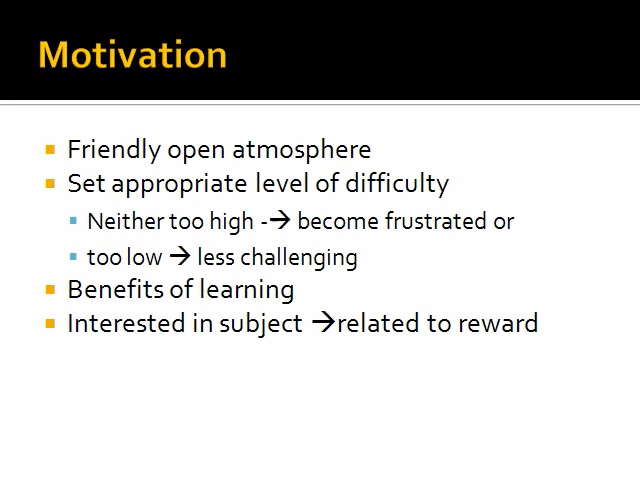 Motivation
Friendly open atmosphere
Set appropriate level of difficulty
Neither too high -→ become frustrated or
too low → less challenging
Benefits of learning
Interested in subject →related to reward